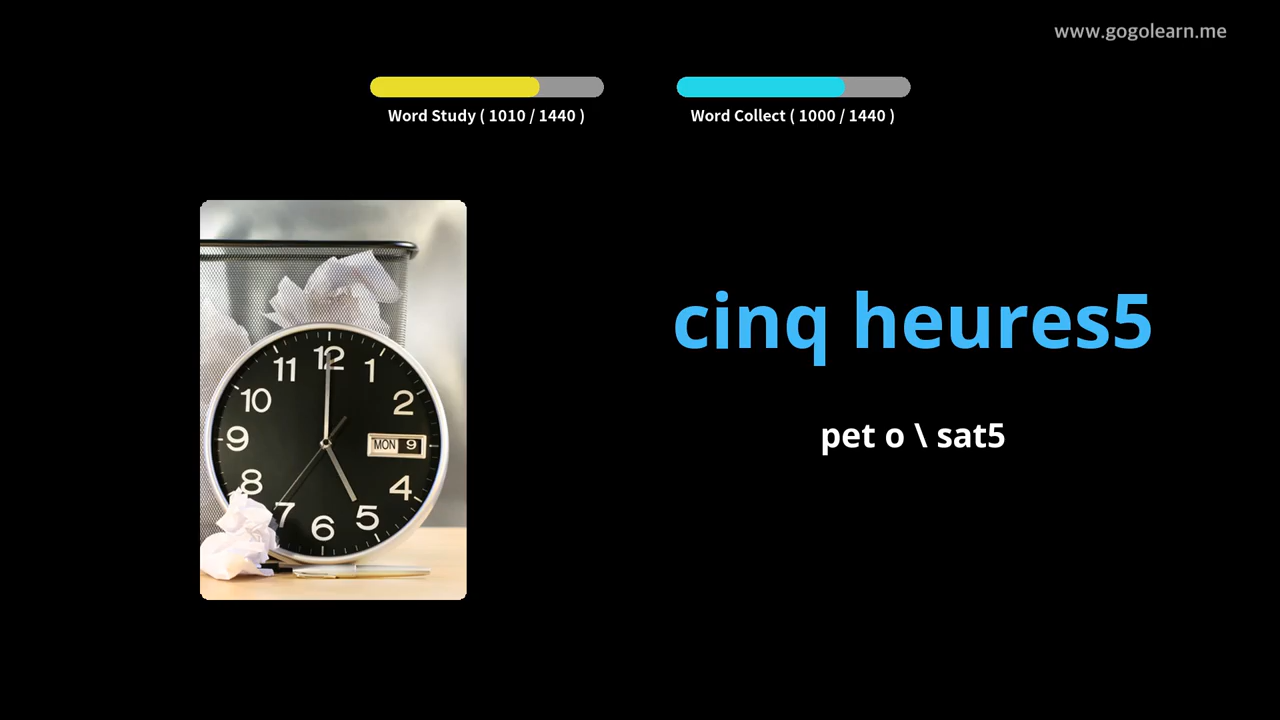 www.gogolearn.me
Word Study ( 1010 / 1440 )
Word Collect ( 1000 / 1440 )
cinq heures5
pet o \ sat5
12
11
1
10
2
9
MON 9
8
4
7
5
6